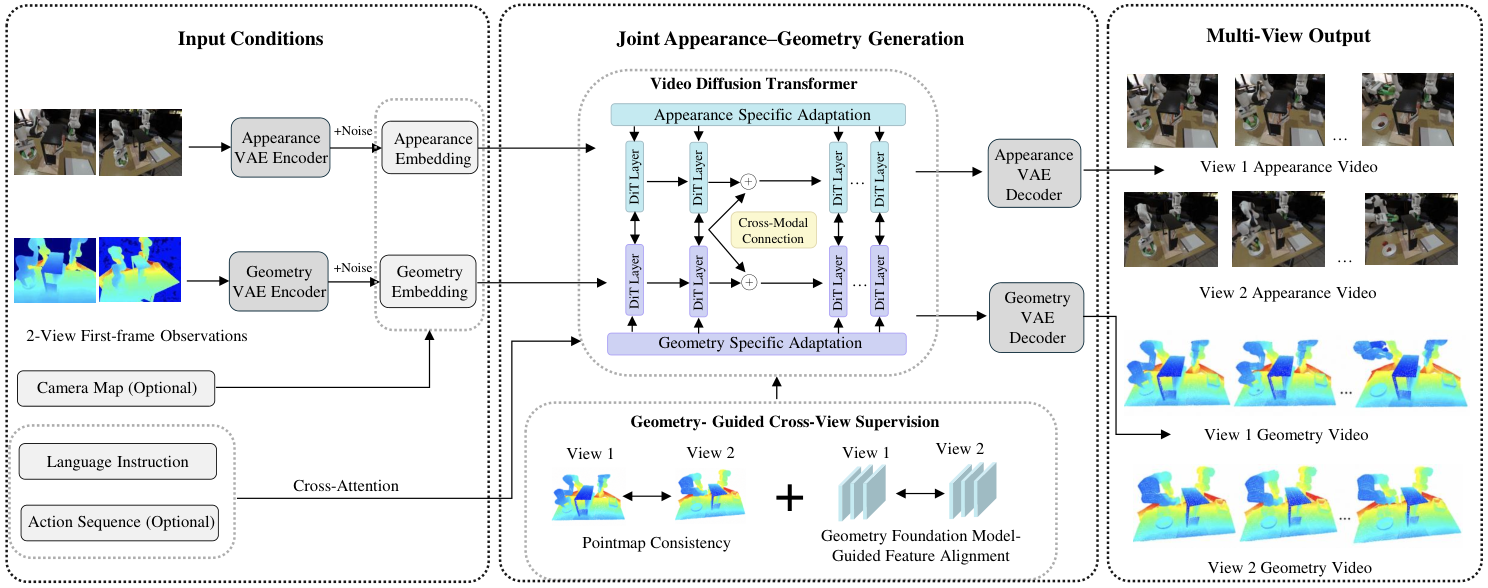 Input Conditions
Appearance
VAE Encoder
+Noise
Appearance
Embedding
Geometry
VAE Encoder
+Noise
Geometry
Embedding
2-View First-frame Observations
Camera Map (Optional)
Language Instruction
Action Sequence (Optional)
Cross-Attention
Joint Appearance–Geometry Generation
Video Diffusion Transformer
Appearance Specific Adaptation
DiT Layer
DiT Layer
DiT Layer
...
DiT Layer
+
Cross-Modal
Connection
+
DiT Layer
DiT Layer
DiT Layer
...
DiT Layer
Geometry Specific Adaptation
Appearance
VAE
Decoder
Geometry
VAE
Decoder
Geometry- Guided Cross-View Supervision
View 1
View 2
Pointmap Consistency
+
View 1
View 2
Geometry Foundation Model-
Guided Feature Alignment
Multi-View Output
...
View 1 Appearance Video
...
View 2 Appearance Video
...
View 1 Geometry Video
...
View 2 Geometry Video